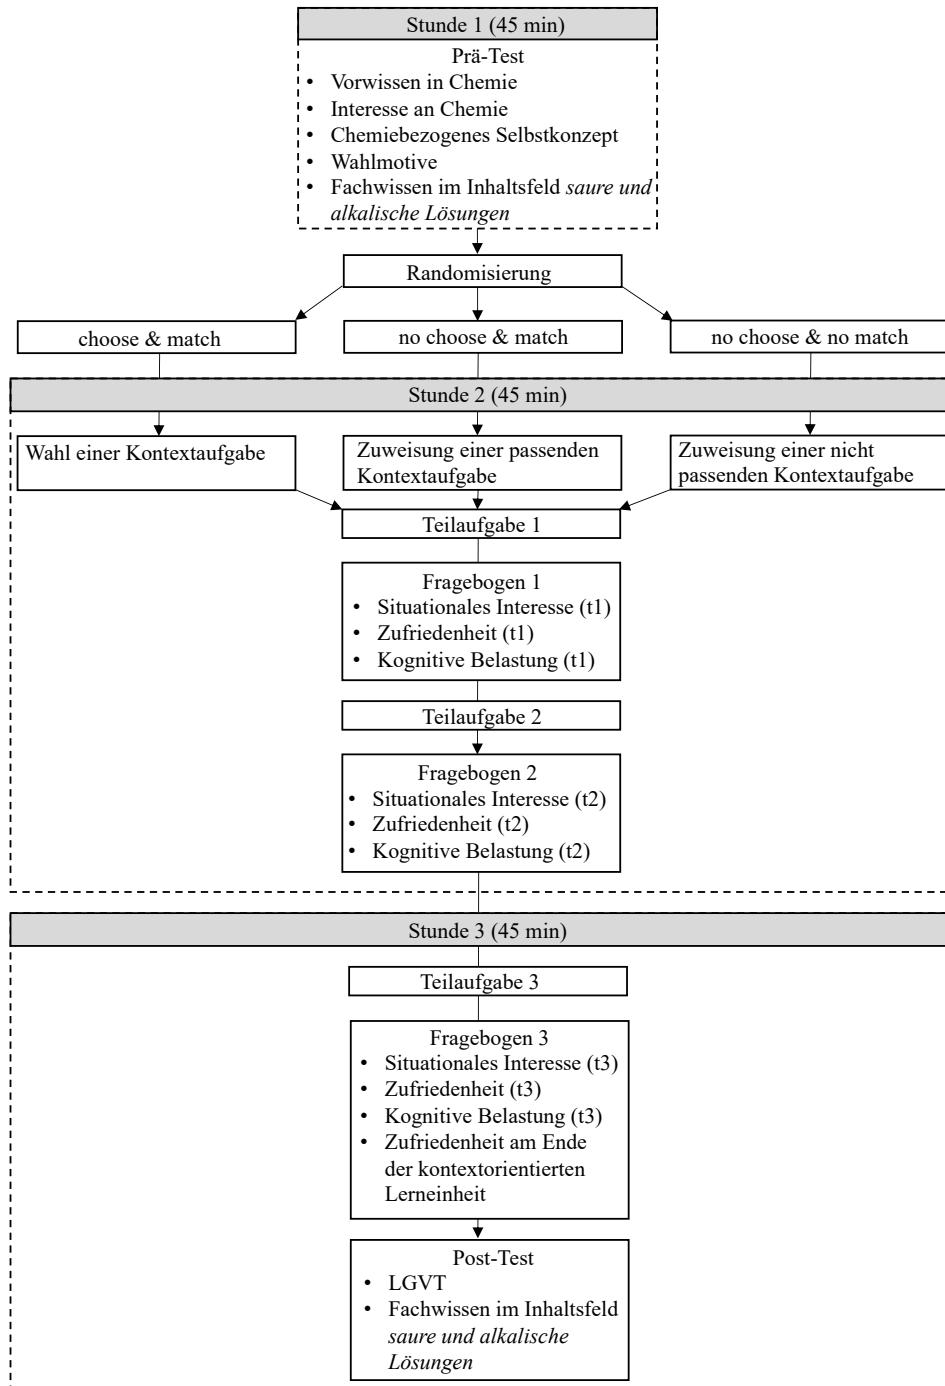 Stunde 1 (45 min)
Prä-Test
• Vorwissen in Chemie
• Interesse an Chemie
• Chemiebezogenes Selbstkonzept
• Wahlmotive
• Fachwissen im Inhaltsfeld saure und
alkalische Lösungen
Randomisierung
choose & match
no choose & match
no choose & no match
Stunde 2 (45 min)
Wahl einer Kontextaufgabe
Zuweisung einer passenden
Kontextaufgabe
Zuweisung einer nicht
passenden Kontextaufgabe
Teilaufgabe 1
Fragebogen 1
• Situationales Interesse (t1)
• Zufriedenheit (t1)
• Kognitive Belastung (t1)
Teilaufgabe 2
Fragebogen 2
• Situationales Interesse (t2)
• Zufriedenheit (t2)
• Kognitive Belastung (t2)
Stunde 3 (45 min)
Teilaufgabe 3
Fragebogen 3
• Situationales Interesse (t3)
• Zufriedenheit (t3)
• Kognitive Belastung (t3)
• Zufriedenheit am Ende
der kontextorientierten
Lerneinheit
Post-Test
• LGVT
• Fachwissen im Inhaltsfeld
saure und alkalische
Lösungen